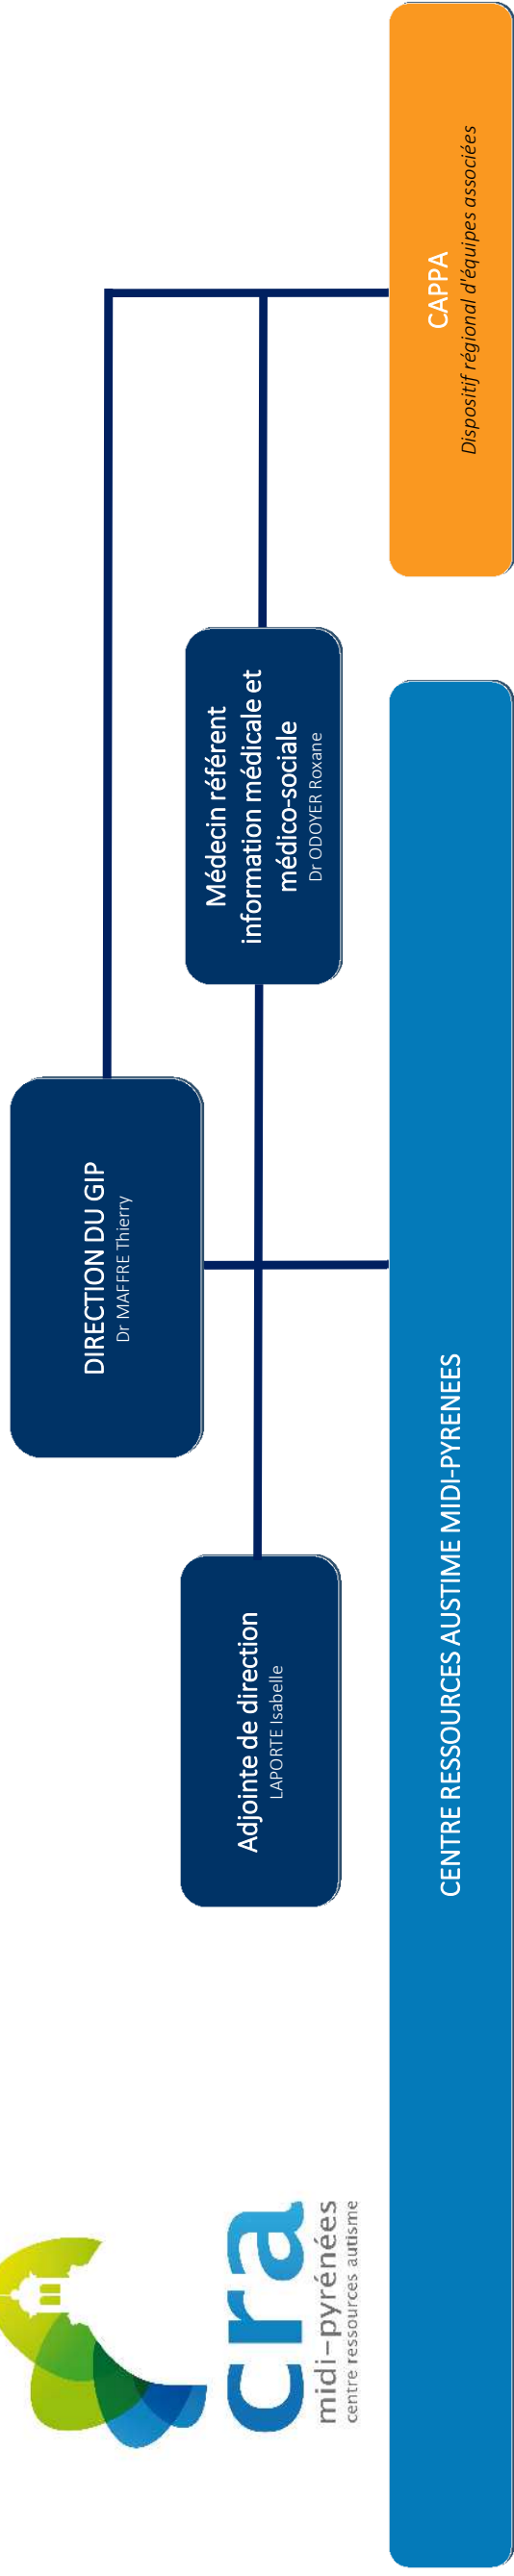 cra
midi-pyrénées
centre ressources autisme
DIRECTION DU GIP
Dr MAFFRE Thierry
Adjointe de direction
LAPORTE Isabelle
Médecin référent
information médicale et
médico-sociale
Dr ODOYER Roxane
CENTRE RESSOURCES AUSTIME MIDI-PYRENEES
CAPPA
Dispositif régional d'équipes associées